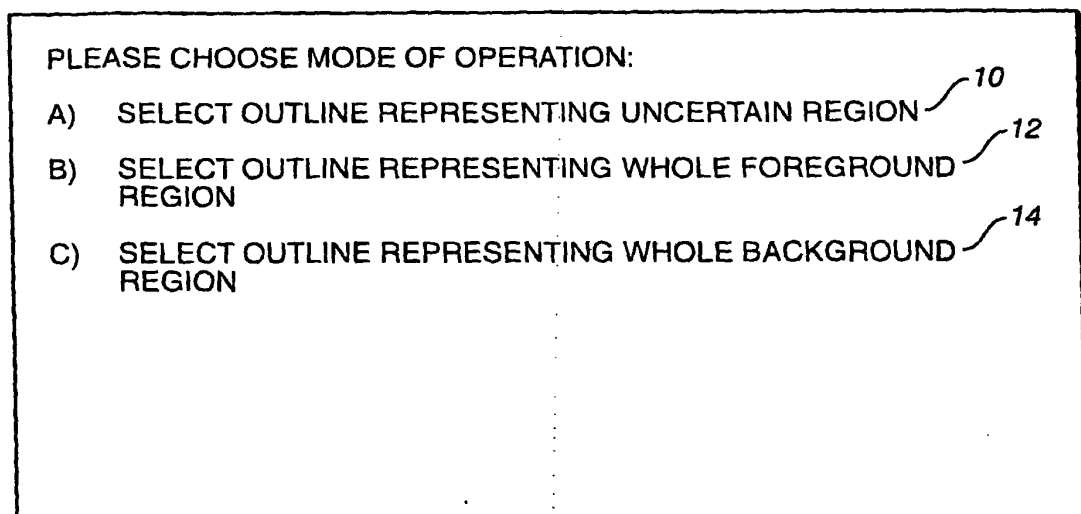 PLEASE CHOOSE MODE OF OPERATION:
A) SELECT OUTLINE REPRESENTING UNCERTAIN REGION 10
B) SELECT OUTLINE REPRESENTING WHOLE FOREGROUND 12
REGION
C) SELECT OUTLINE REPRESENTING WHOLE BACKGROUND 14
REGION